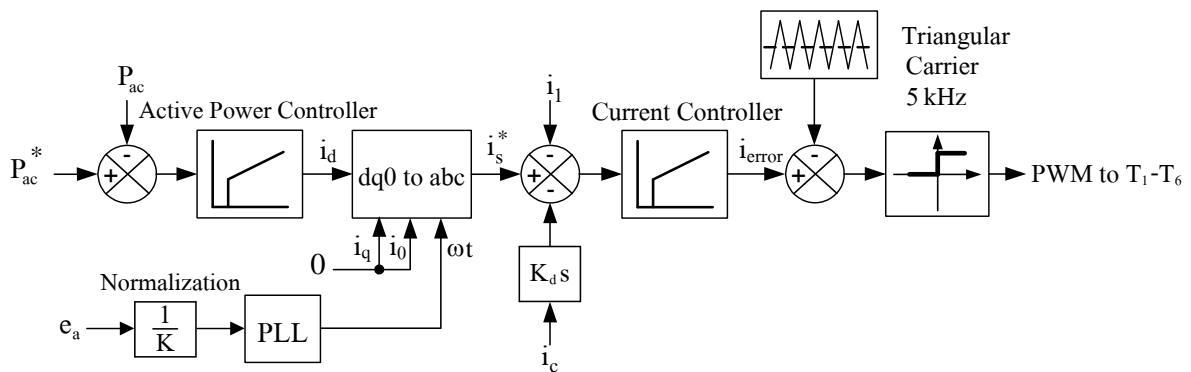 Triangular
Carrier
5 kHz
P_ac
i_1
Active Power Controller
Current Controller
P_ac^*
-
+
i_d
dq0 to abc
i_s^*
+
-
-
i_error
-
+
PWM to T_1-T_6
0
i_q
i_0
ωt
K_d s
Normalization
e_a
1
K
PLL
i_c